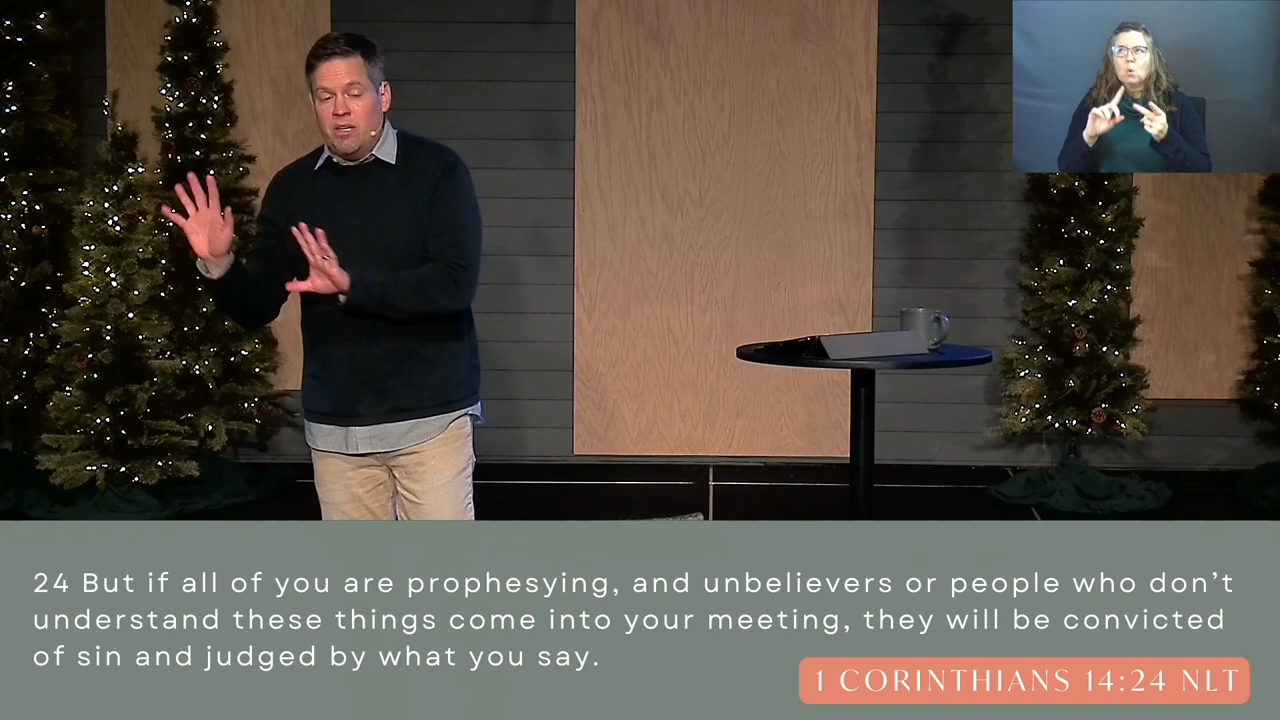 24 But if all of you are prophesying, and unbelievers or people who don’t
understand these things come into your meeting, they will be convicted
of sin and judged by what you say.
1 CORINTHIANS 14:24 NLT